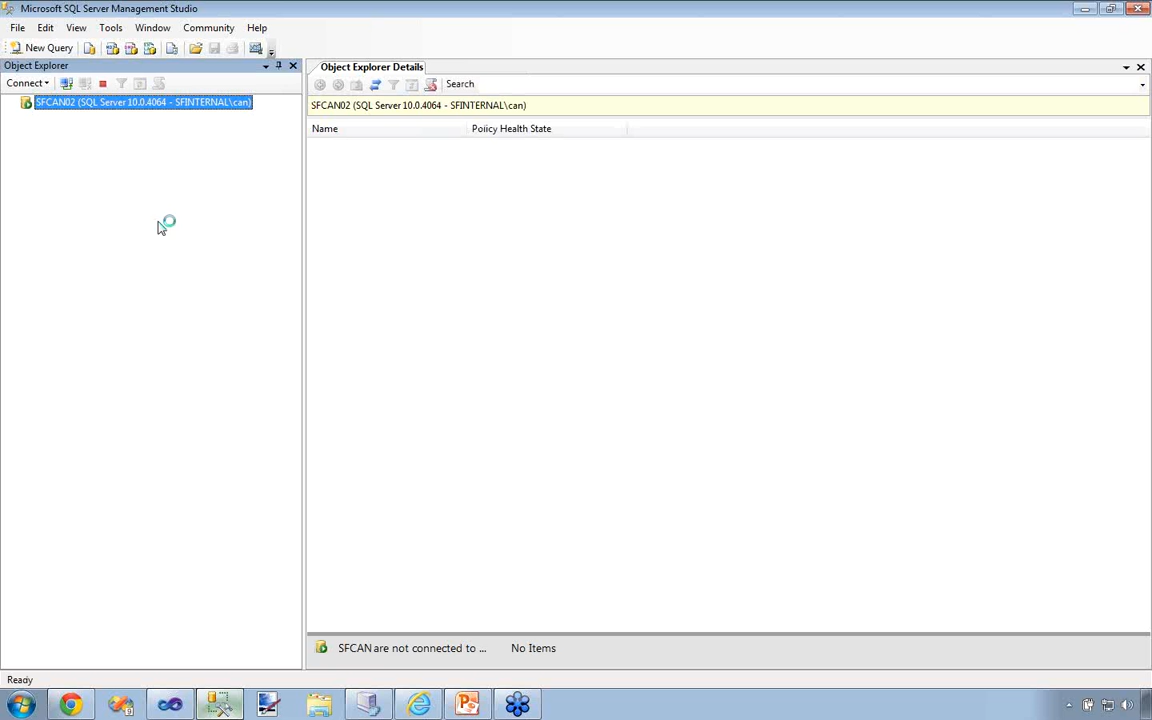 Microsoft SQL Server Management Studio
File Edit View Tools Window Community Help
New Query
Object Explorer
Connect
SFCAN02 (SQL Server 10.0.4064 - SFINTERNAL\can)
Object Explorer Details
Search
SFCAN02 (SQL Server 10.0.4064 - SFINTERNAL\can)
Name Policy Health State
SFCAN are not connected to ... No Items
Ready
9